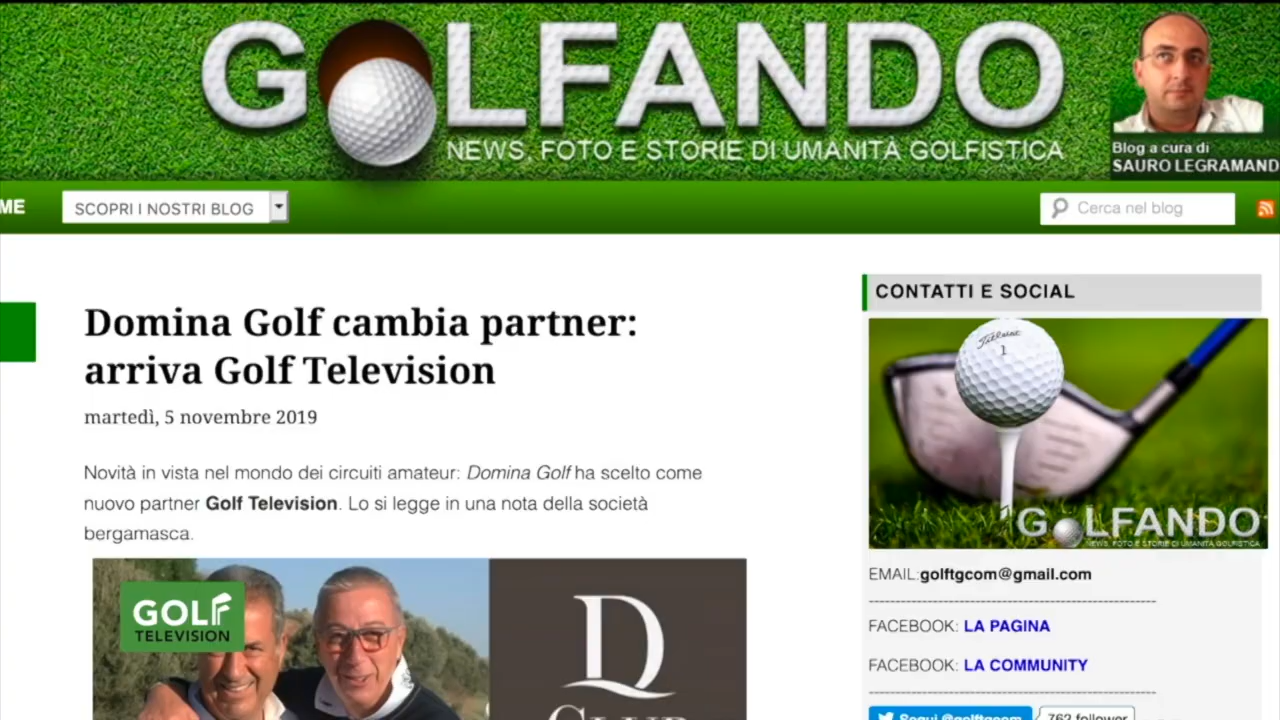 GOLFANDO
NEWS, FOTO E STORIE DI UMANITÀ GOLFISTICA
Blog a cura di
SAURO LEGRAMAND
ME
SCOPRI I NOSTRI BLOG
Cerca nel blog
Domina Golf cambia partner:
arriva Golf Television
martedì, 5 novembre 2019
Novità in vista nel mondo dei circuiti amateur: Domina Golf ha scelto come
nuovo partner Golf Television. Lo si legge in una nota della società
bergamasca.
GOLF
TELEVISION
D
CLUB
CONTATTI E SOCIAL
Titleist
1
GOLFANDO
NEWS, FOTO E STORIE DI UMANITÀ GOLFISTICA
EMAIL:golftgcom@gmail.com
FACEBOOK: LA PAGINA
FACEBOOK: LA COMMUNITY
Segui @golftgcom
762 follower